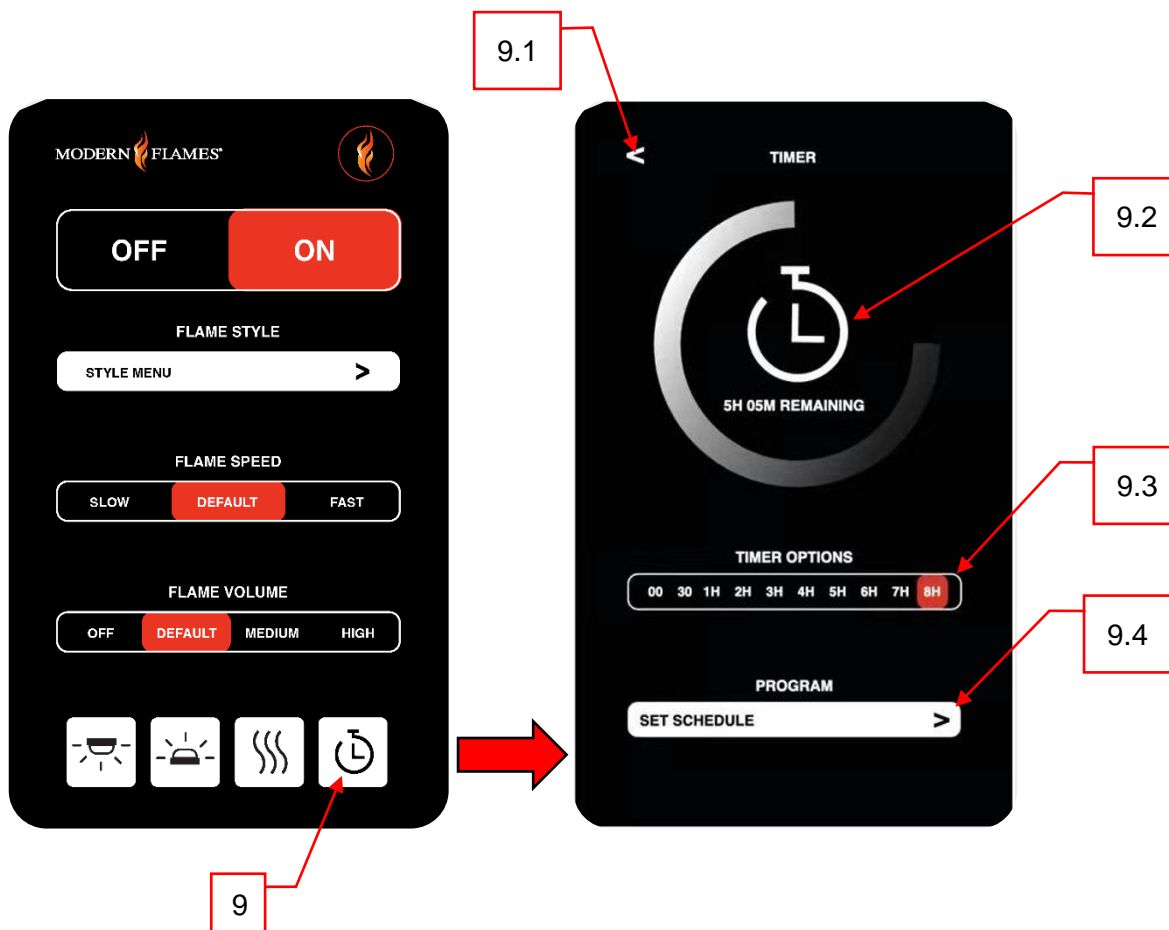 9.1
MODERN FLAMES®
OFF ON
FLAME STYLE
STYLE MENU >
FLAME SPEED
SLOW DEFAULT FAST
FLAME VOLUME
OFF DEFAULT MEDIUM HIGH
9
< TIMER
9.2
5H 05M REMAINING
9.3
TIMER OPTIONS
00 30 1H 2H 3H 4H 5H 6H 7H 8H
9.4
PROGRAM
SET SCHEDULE >